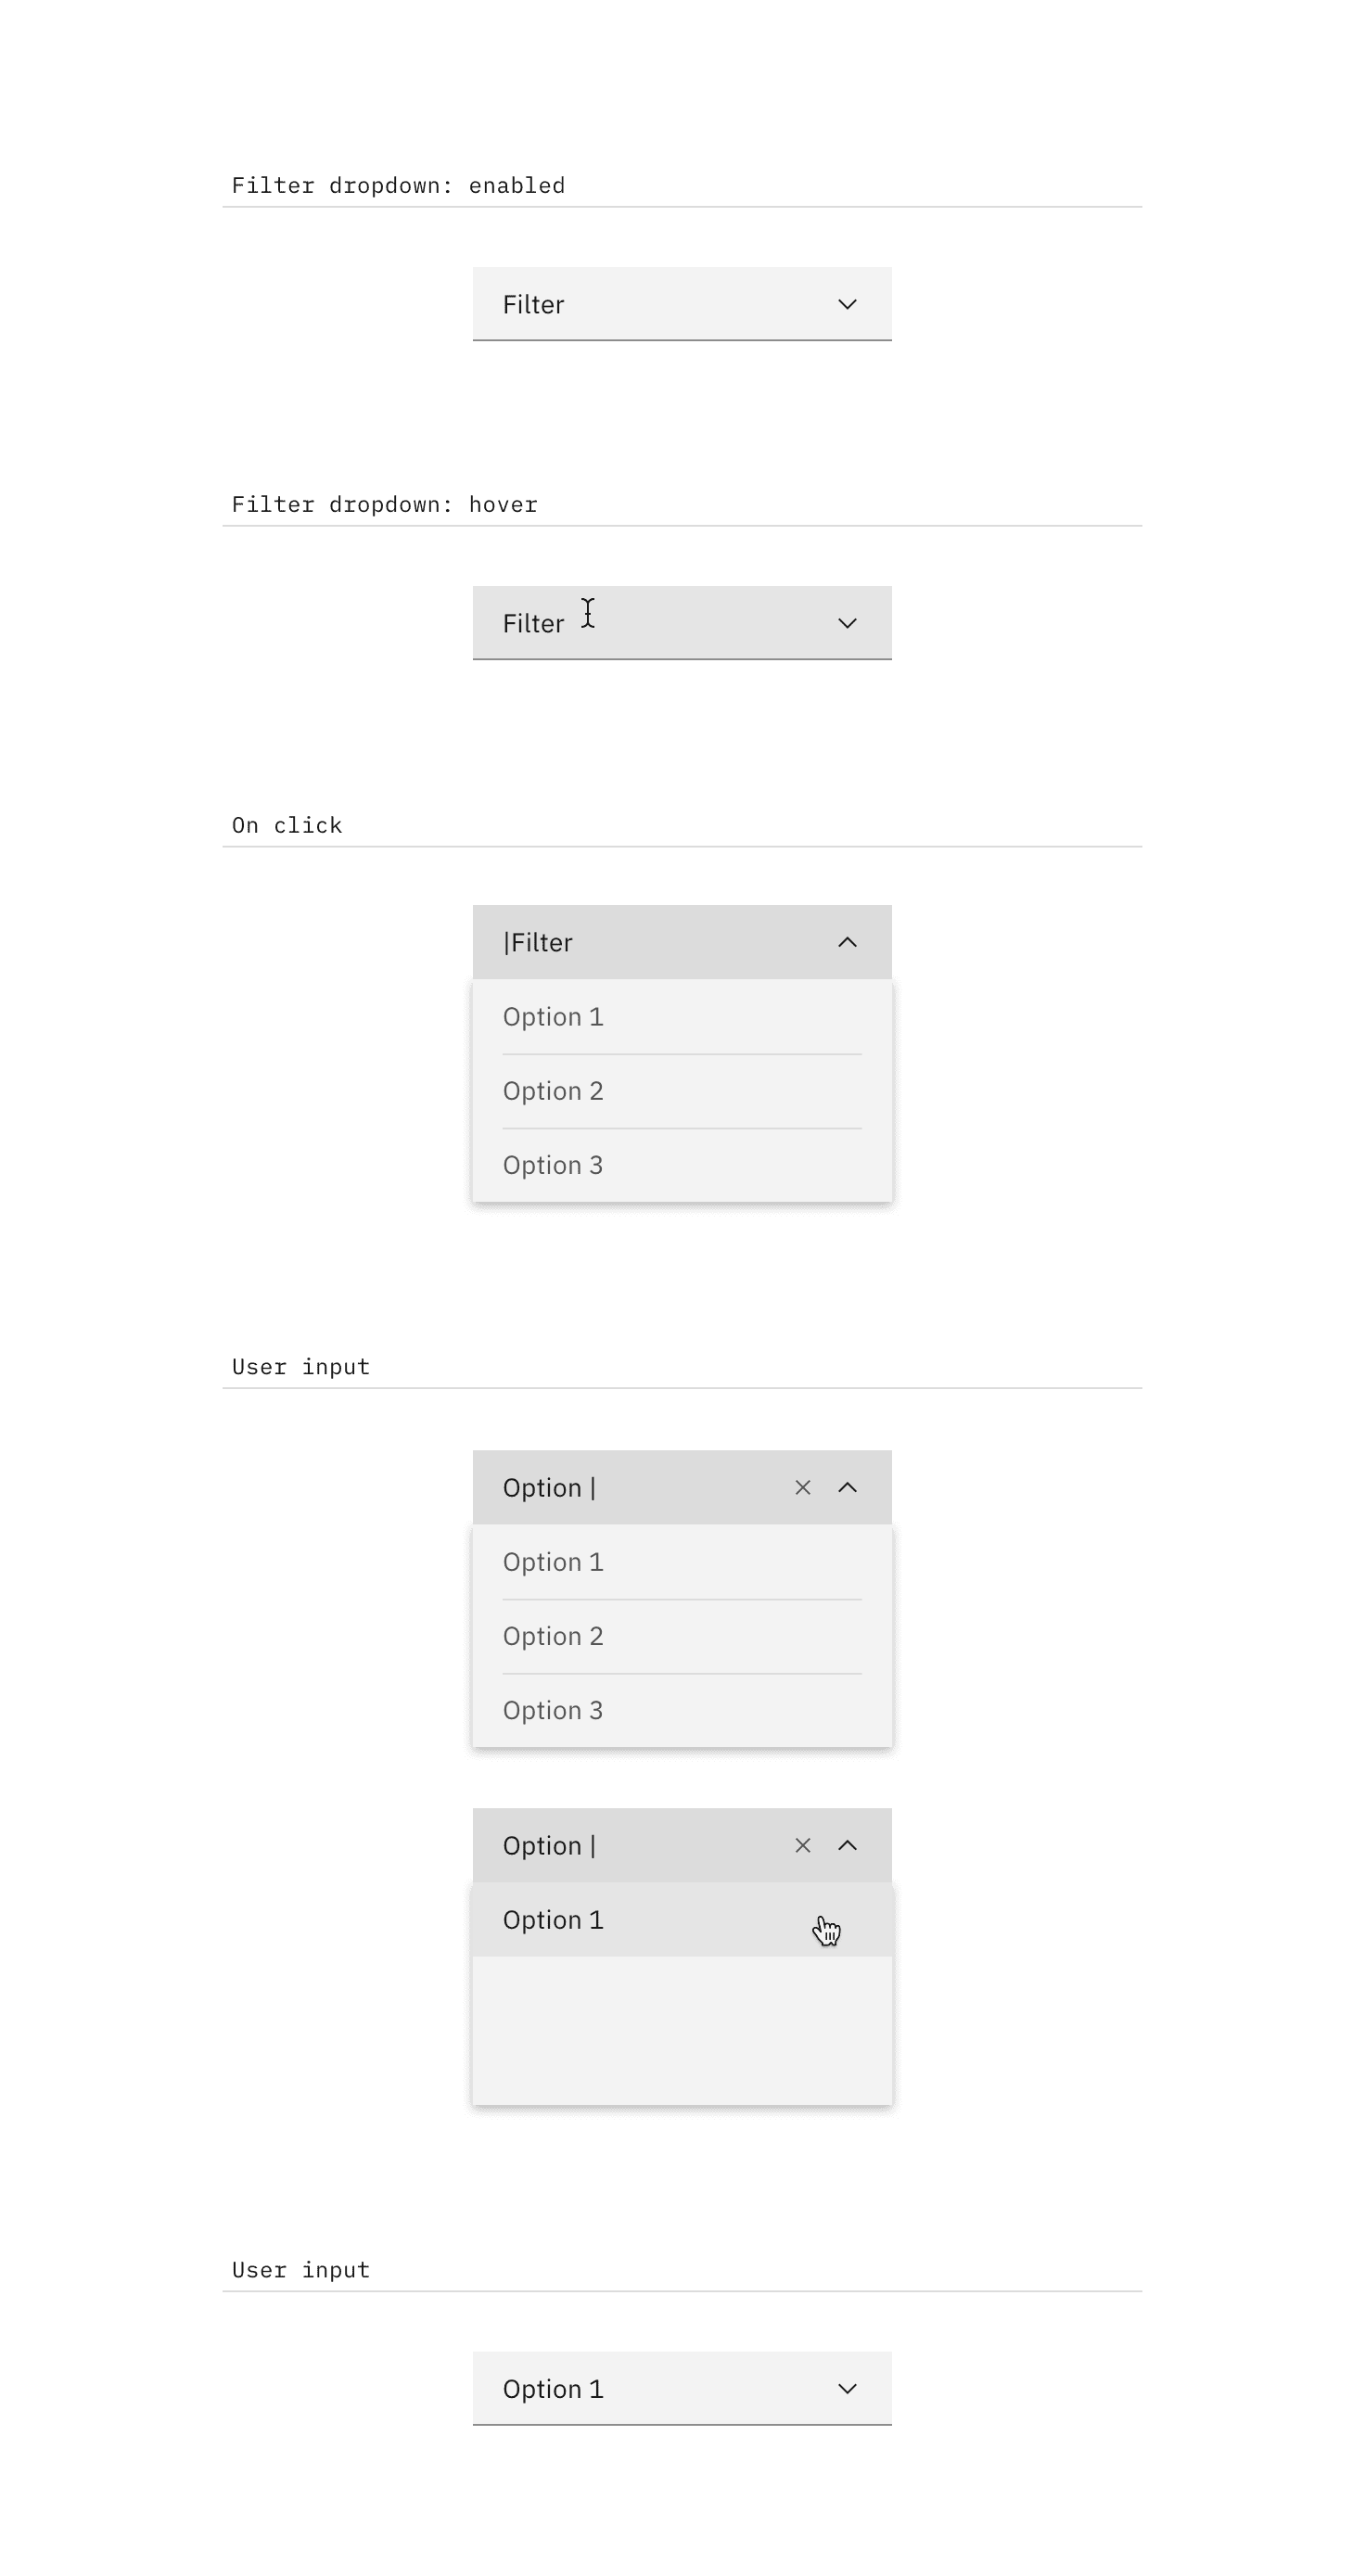 Filter dropdown: enabled
Filter
Filter dropdown: hover
Filter
On click
|Filter
Option 1
Option 2
Option 3
User input
Option |
Option 1
Option 2
Option 3
Option |
Option 1
User input
Option 1